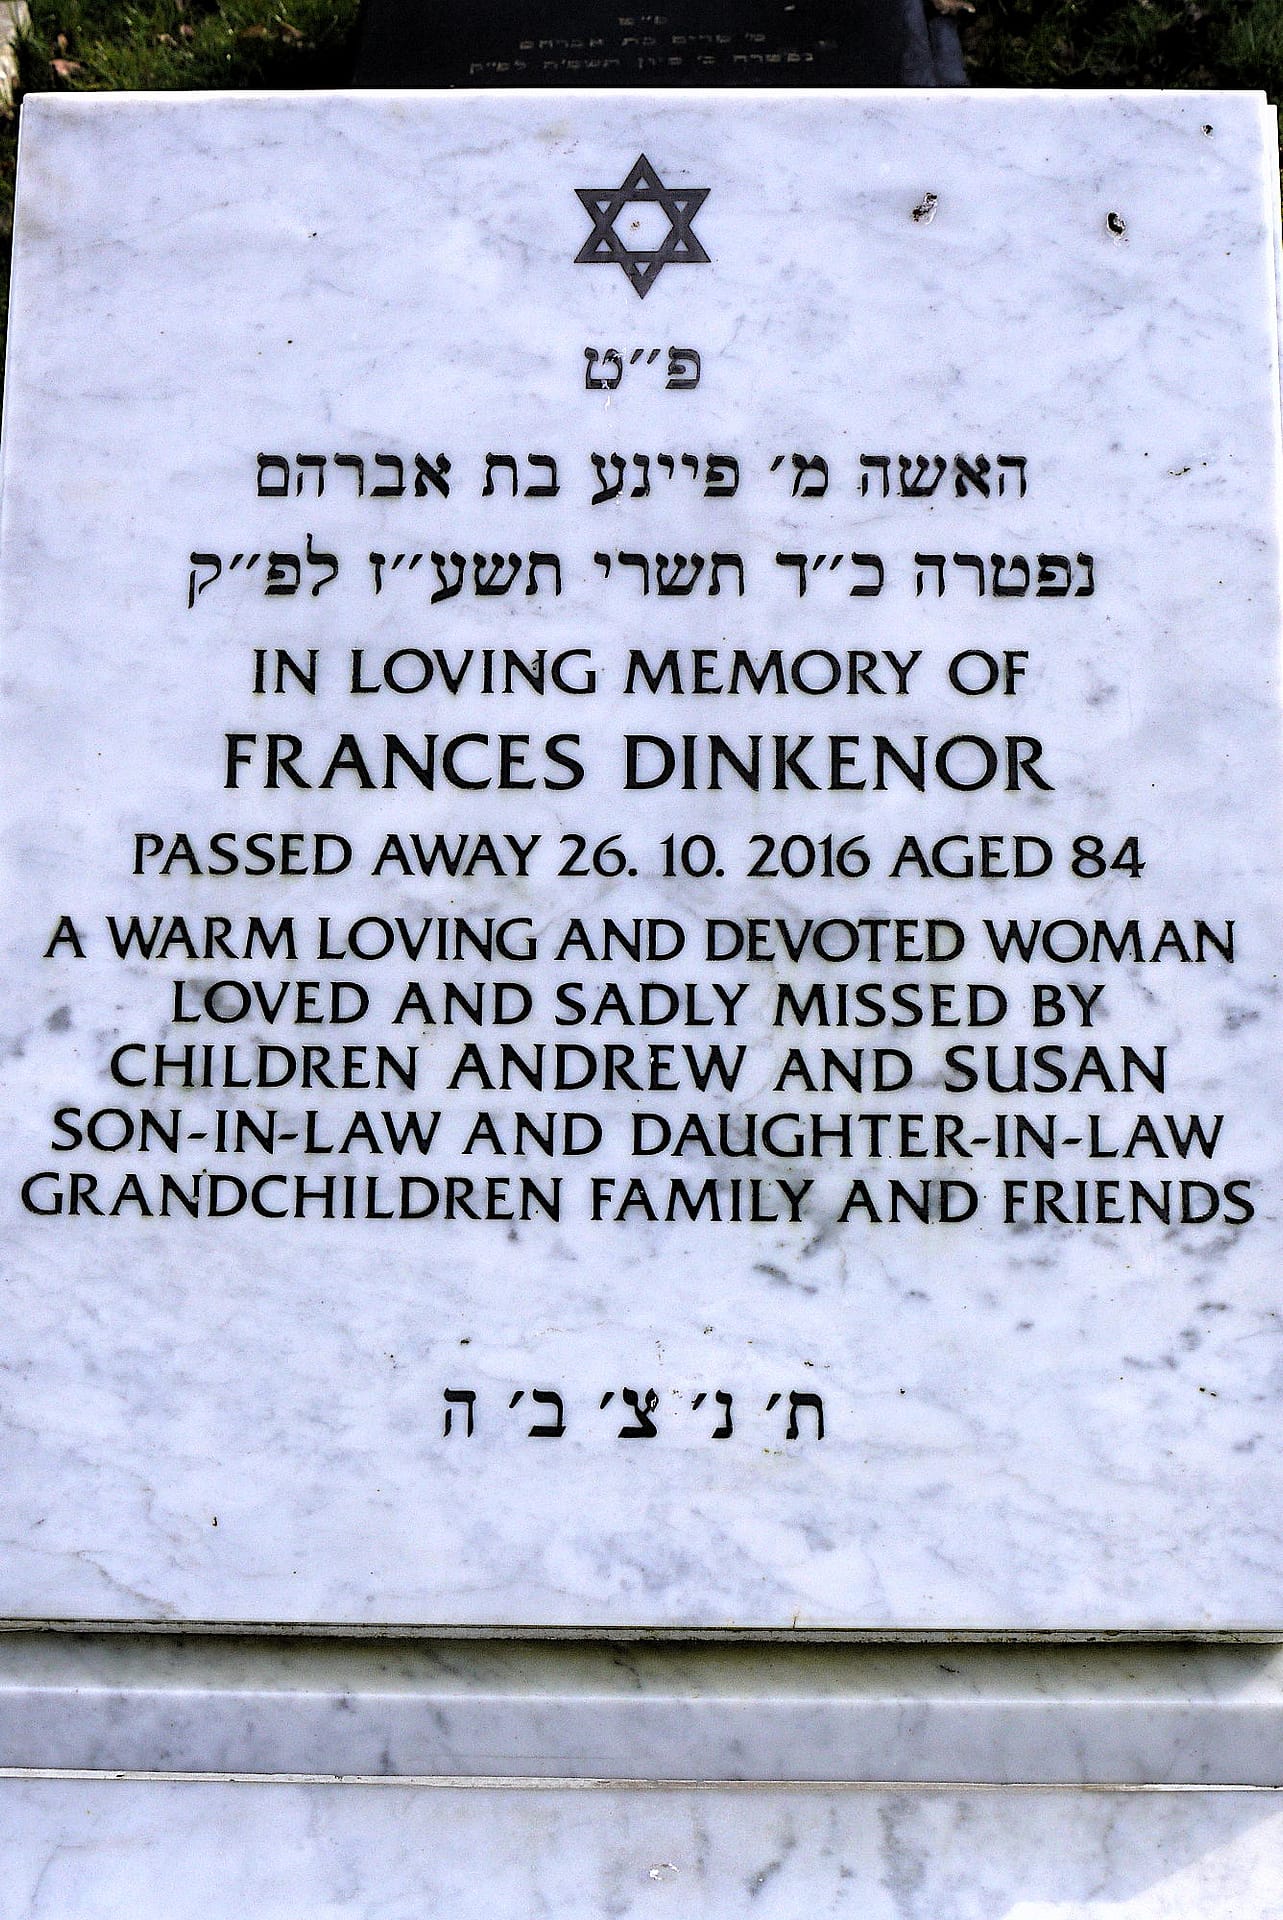 פ״ט
האשה מ׳ פיינע בת אברהם
נפטרה כ״ד תשרי תשע״ז לפ״ק
IN LOVING MEMORY OF
FRANCES DINKENOR
PASSED AWAY 26. 10. 2016 AGED 84
A WARM LOVING AND DEVOTED WOMAN
LOVED AND SADLY MISSED BY
CHILDREN ANDREW AND SUSAN
SON-IN-LAW AND DAUGHTER-IN-LAW
GRANDCHILDREN FAMILY AND FRIENDS
ת׳ נ׳ צ׳ ב׳ ה